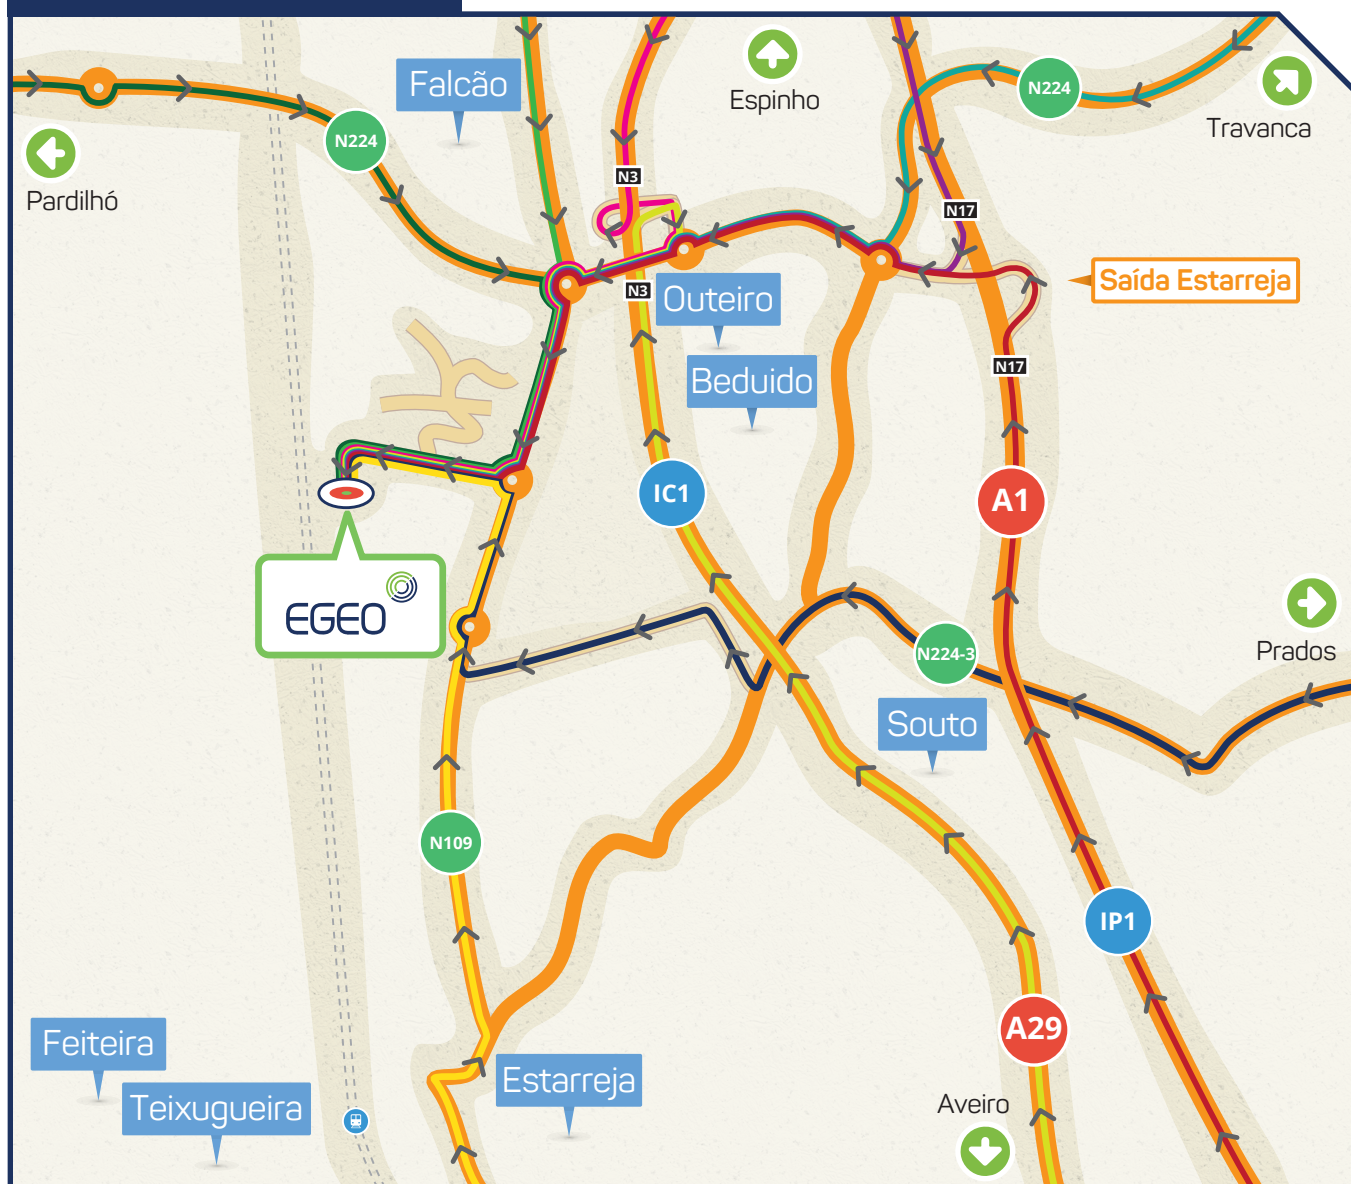 Falcão
Espinho
N224
Travanca
N224
Pardilhó
N3
N17
Saída Estarreja
N3
Outeiro
N17
Beduido
IC1
A1
EGEO
Prados
N224-3
Souto
N109
IP1
A29
Feiteira
Estarreja
Teixugueira
Aveiro